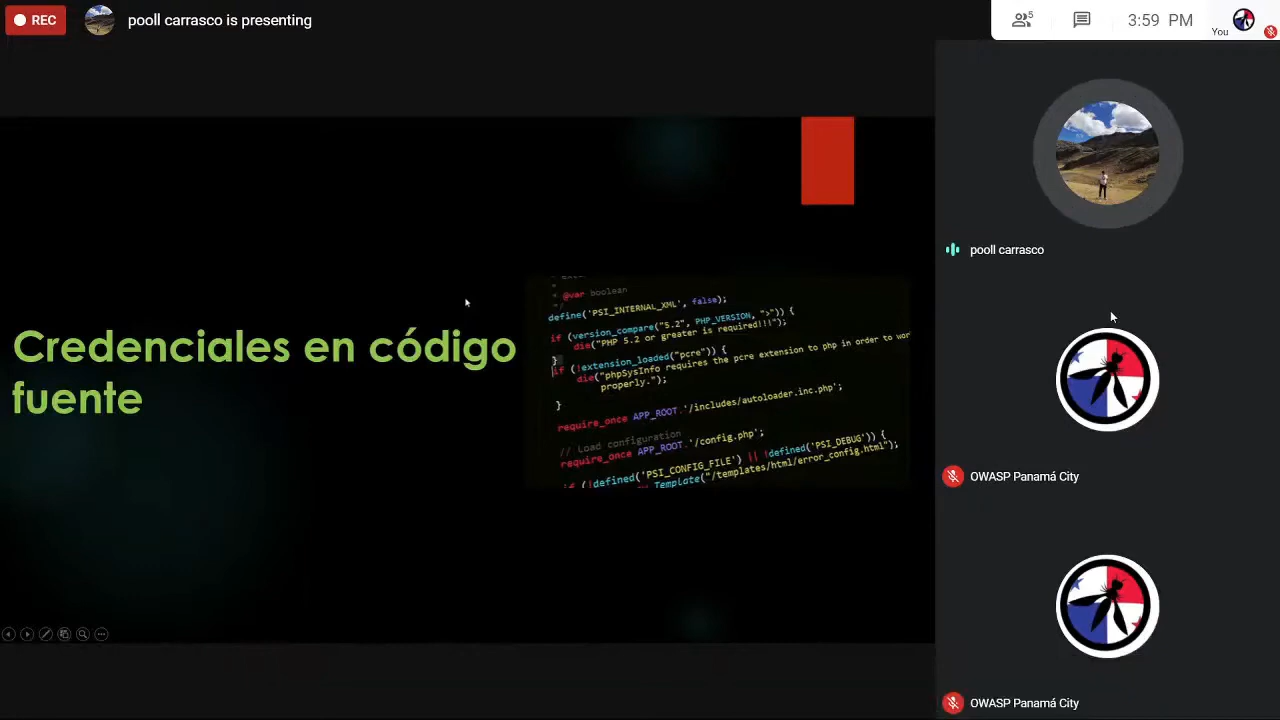 REC
pooll carrasco is presenting
5
3:59 PM
You
pooll carrasco
OWASP Panamá City
OWASP Panamá City
Credenciales en código
fuente
@var boolean
*/
define('PSI_INTERNAL_XML', false);
if (version_compare("5.2", PHP_VERSION, ">")) {
die("PHP 5.2 or greater is required!!!");
}
if (!extension_loaded("pcre")) {
die("phpSysInfo requires the pcre extension to php in order to wor
properly.");
}
require_once APP_ROOT.'/includes/autoloader.inc.php';
// Load configuration
require_once APP_ROOT.'/config.php';
if (!defined('PSI_CONFIG_FILE') || !defined('PSI_DEBUG')) {
Template("/templates/html/error_config.html");